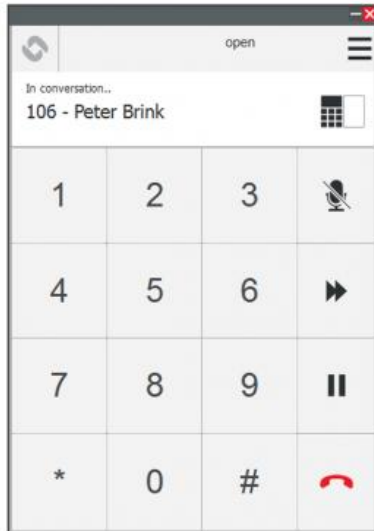 open
In conversation..
106 - Peter Brink
1 2 3
4 5 6
7 8 9
* 0 #